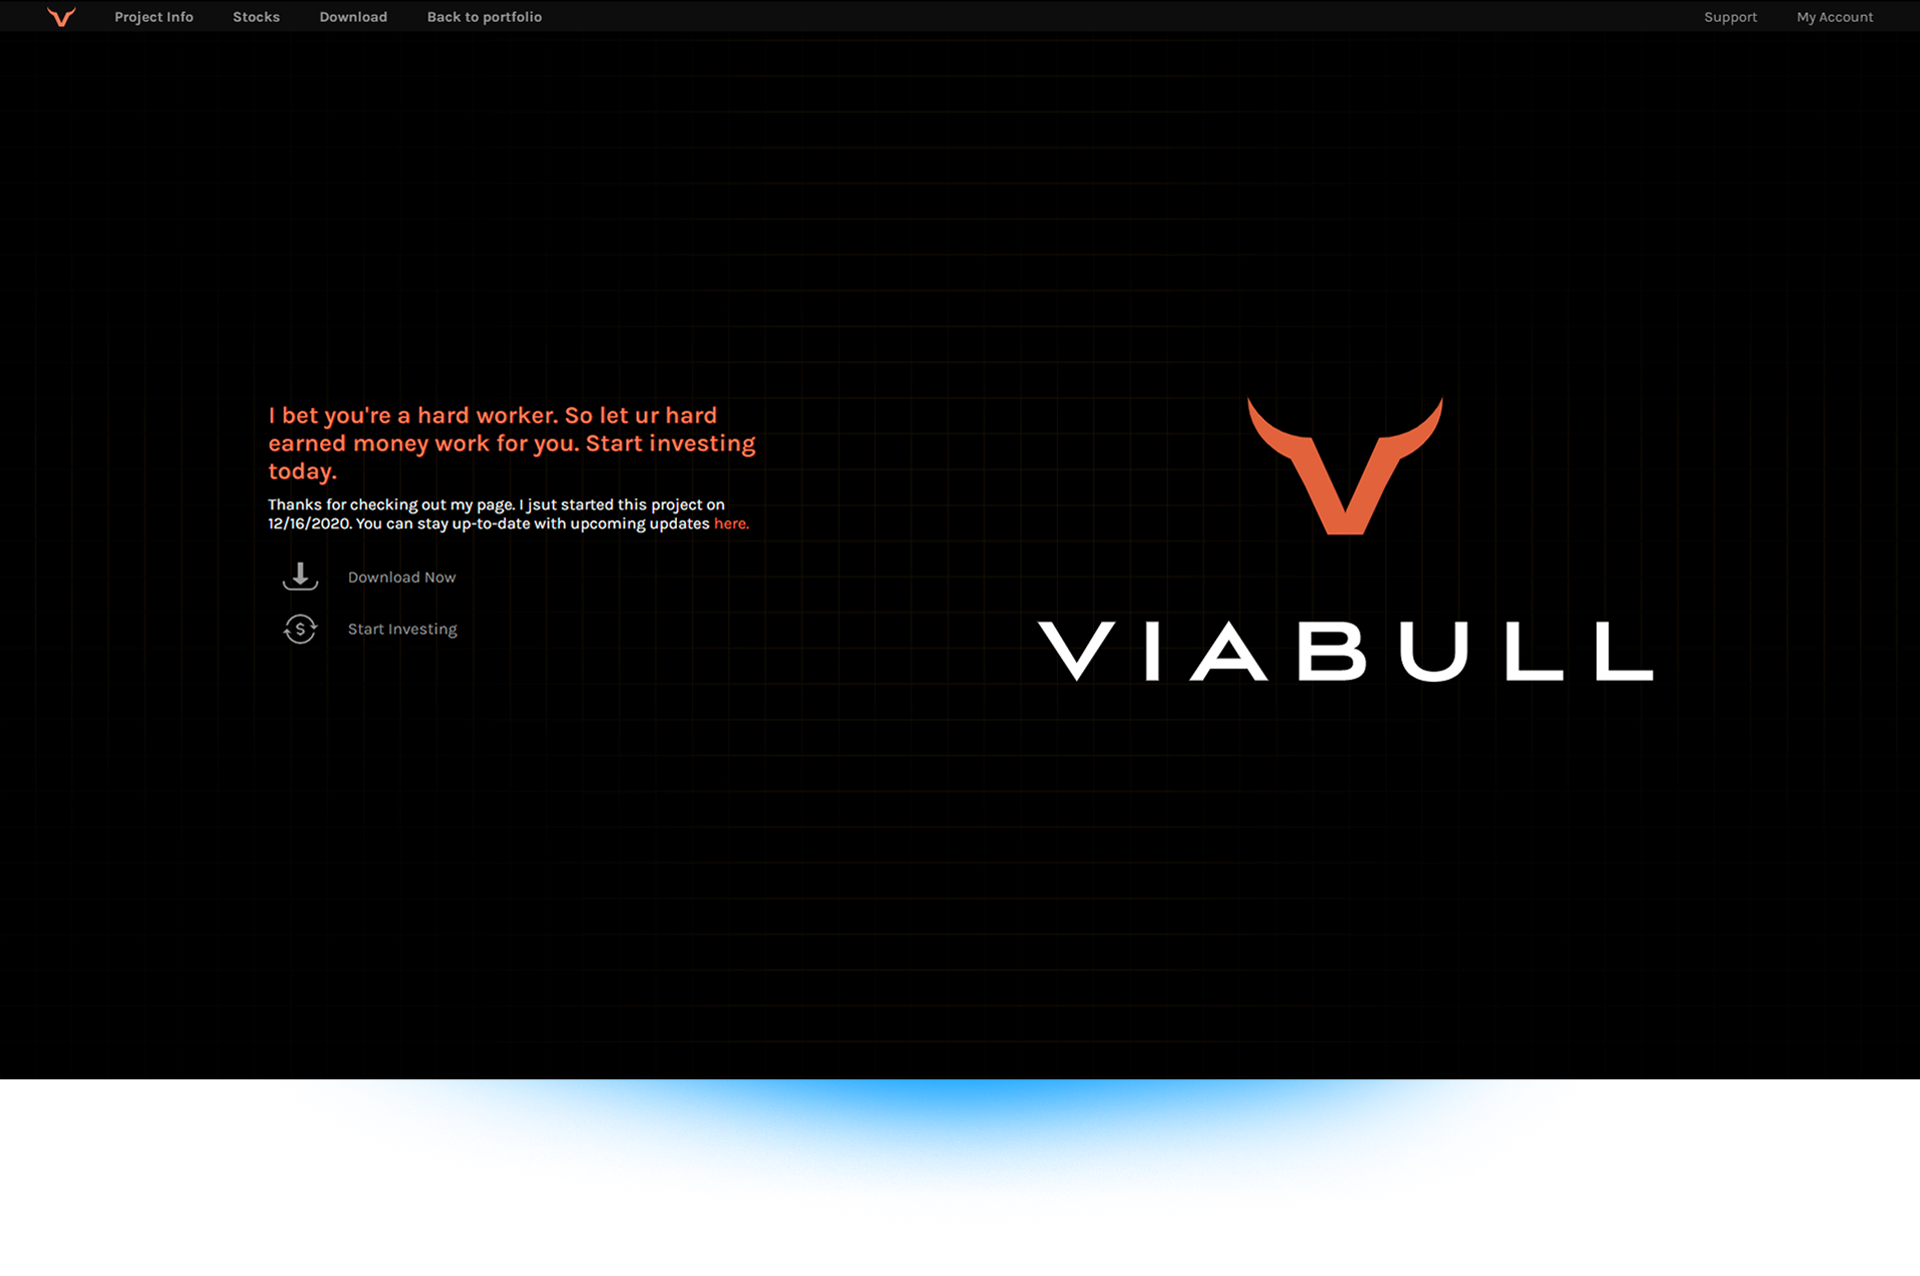 Project Info Stocks Download Back to portfolio Support My Account
I bet you're a hard worker. So let ur hard
earned money work for you. Start investing
today.
Thanks for checking out my page. I jsut started this project on
12/16/2020. You can stay up-to-date with upcoming updates here.
Download Now
$ Start Investing
VIABULL